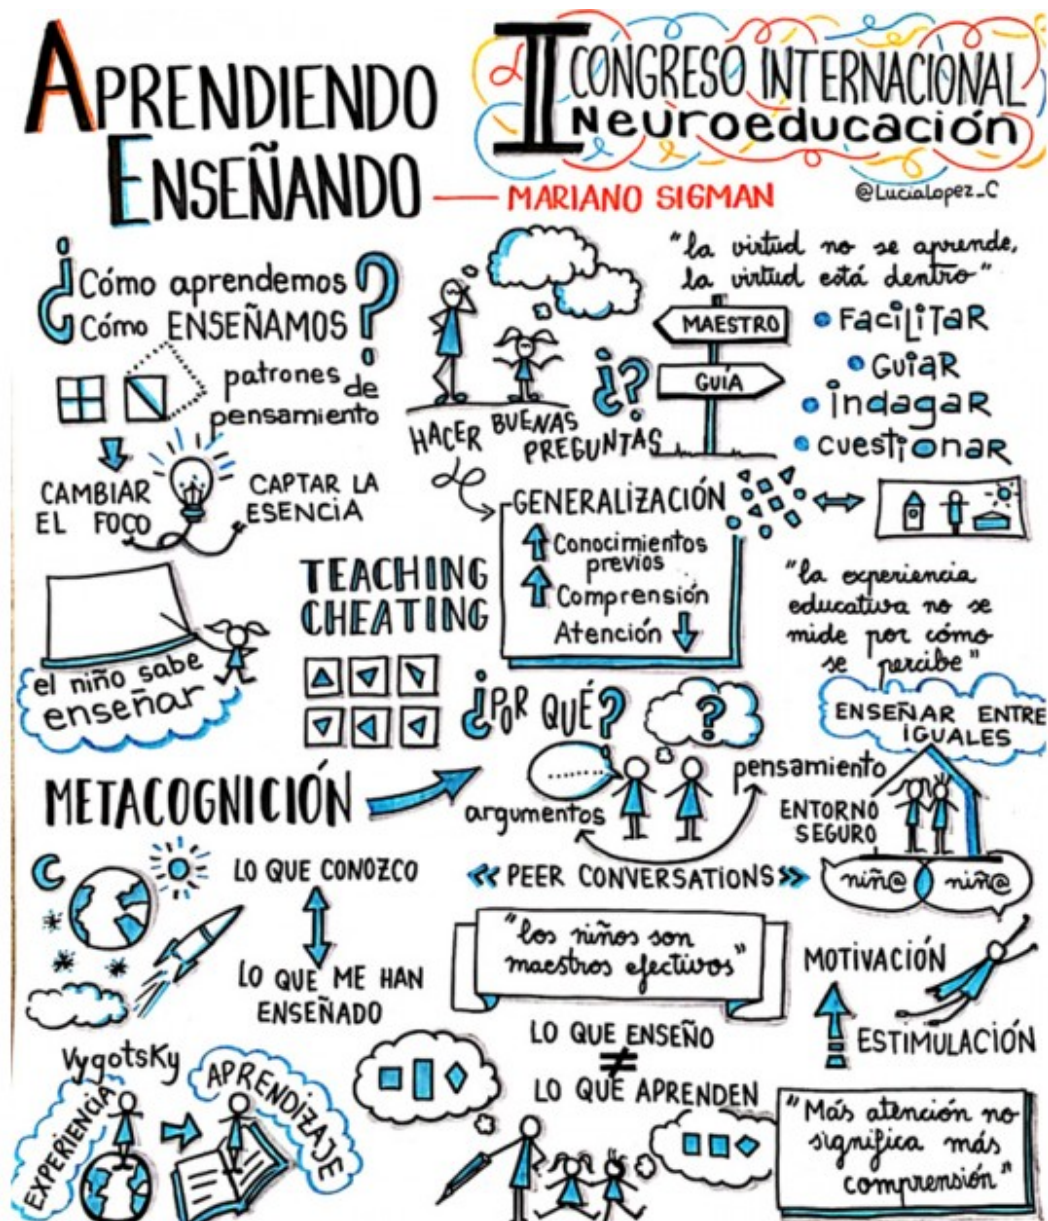 APRENDIENDO
ENSEÑANDO
II CONGRESO INTERNACIONAL
Neuroeducación
MARIANO SIGMAN
@LuciaLopez_C
¿Cómo aprendemos
Cómo ENSEÑAMOS?
patrones de
pensamiento
CAMBIAR
EL FOCO
CAPTAR LA
ESENCIA
HACER BUENAS
PREGUNTAS
¿?
"la virtud no se aprende,
la virtud está dentro"
MAESTRO
GUÍA
• FaciLiTaR
• GUiaR
• indagaR
• cuestionaR
GENERALIZACIÓN
Conocimientos
previos
Comprensión
Atención
"la experiencia
educativa no se
mide por cómo
se percibe"
TEACHING
CHEATING
el niño sabe
enseñar
¿POR QUÉ?
?
argumentos
pensamiento
ENSEÑAR ENTRE
IGUALES
ENTORNO
SEGURO
niñ@ niñ@
METACOGNICIÓN
LO QUE CONOZCO
LO QUE ME HAN
ENSEÑADO
<< PEER CONVERSATIONS >>
"los niños son
maestros efectivos"
MOTIVACIÓN
ESTIMULACIÓN
LO QUE ENSEÑO
≠
LO QUE APRENDEN
Vygotsky
EXPERIENCIA
APRENDIZAJE
"Más atención no
significa más
comprensión"